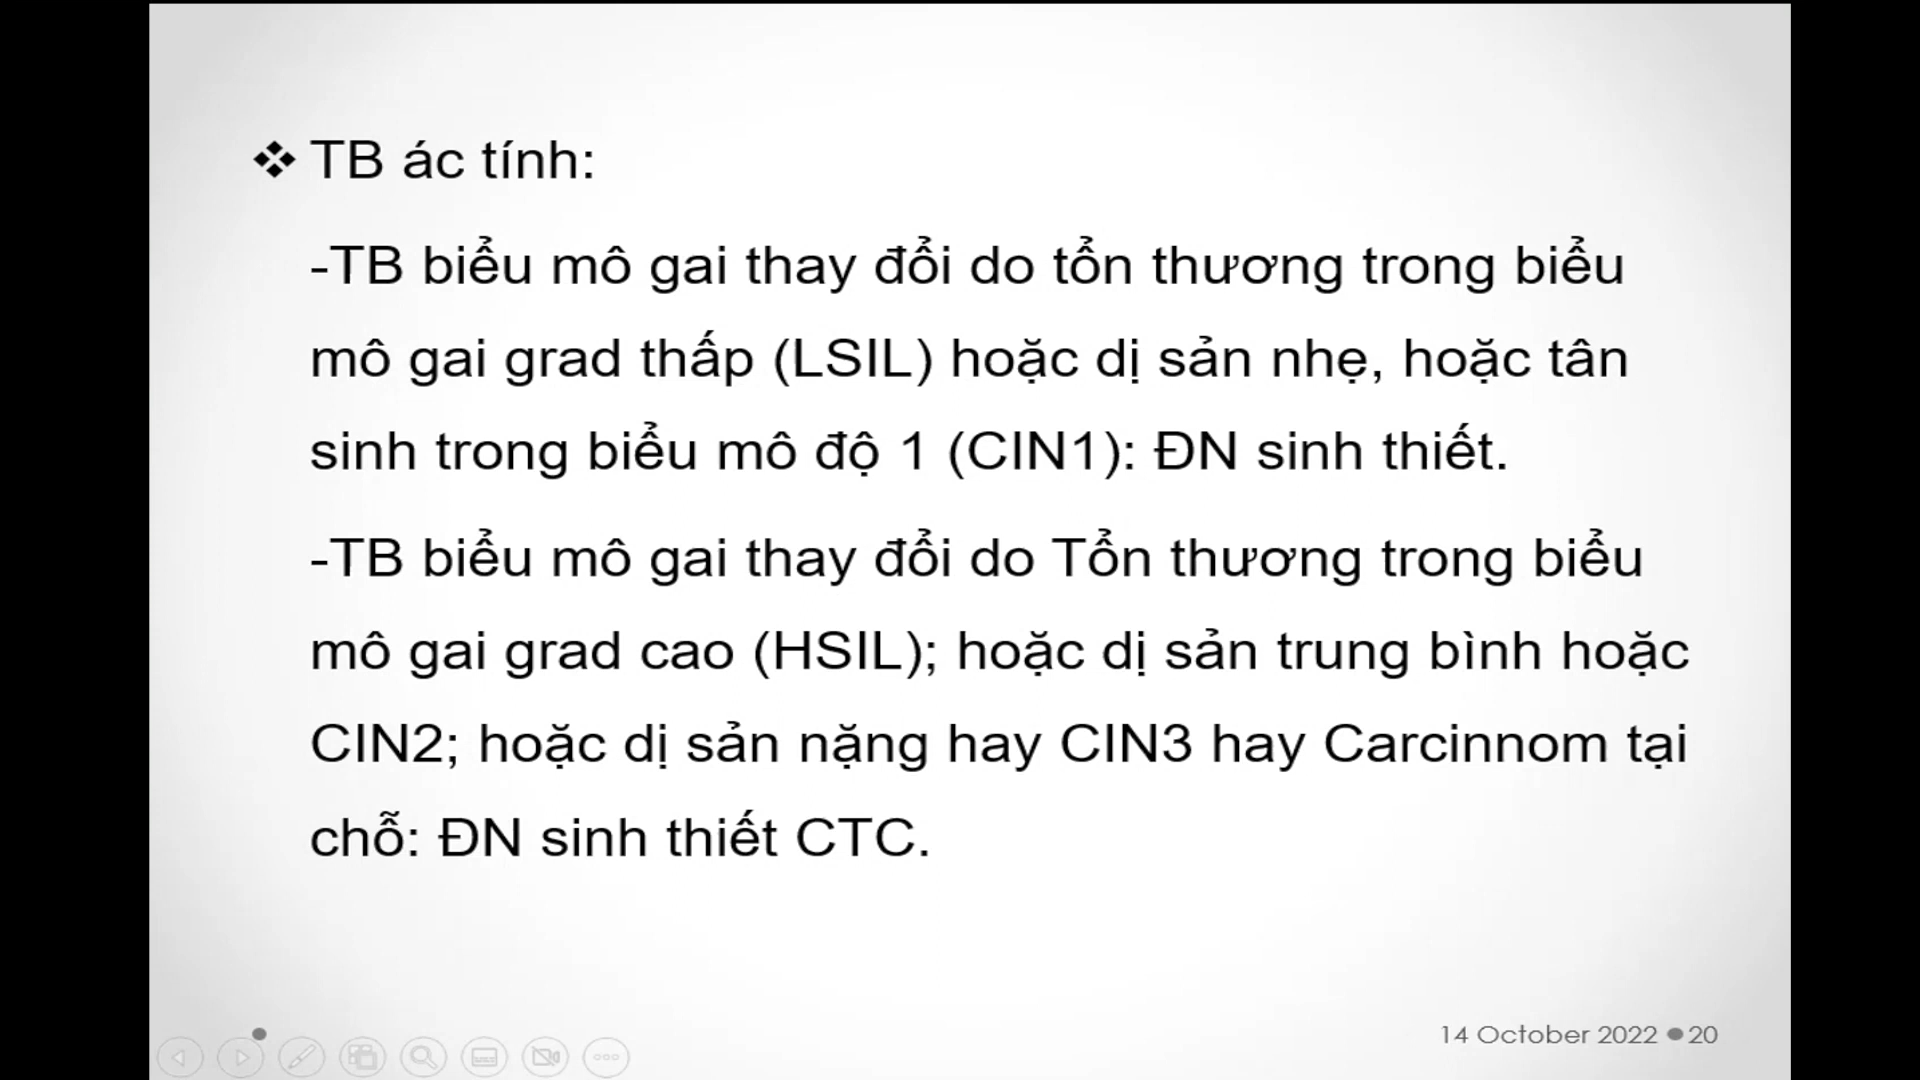 TB ác tính:
-TB biểu mô gai thay đổi do tổn thương trong biểu
mô gai grad thấp (LSIL) hoặc dị sản nhẹ, hoặc tân
sinh trong biểu mô độ 1 (CIN1): ĐN sinh thiết.
-TB biểu mô gai thay đổi do Tổn thương trong biểu
mô gai grad cao (HSIL); hoặc dị sản trung bình hoặc
CIN2; hoặc dị sản nặng hay CIN3 hay Carcinnom tại
chỗ: ĐN sinh thiết CTC.
14 October 2022 ● 20